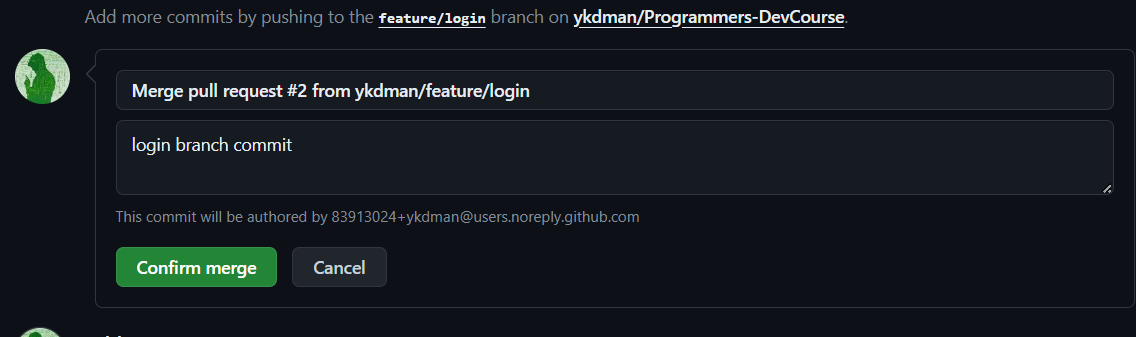 Add more commits by pushing to the feature/login branch on ykdman/Programmers-DevCourse.
Merge pull request #2 from ykdman/feature/login
login branch commit
This commit will be authored by 83913024+ykdman@users.noreply.github.com
Confirm merge Cancel